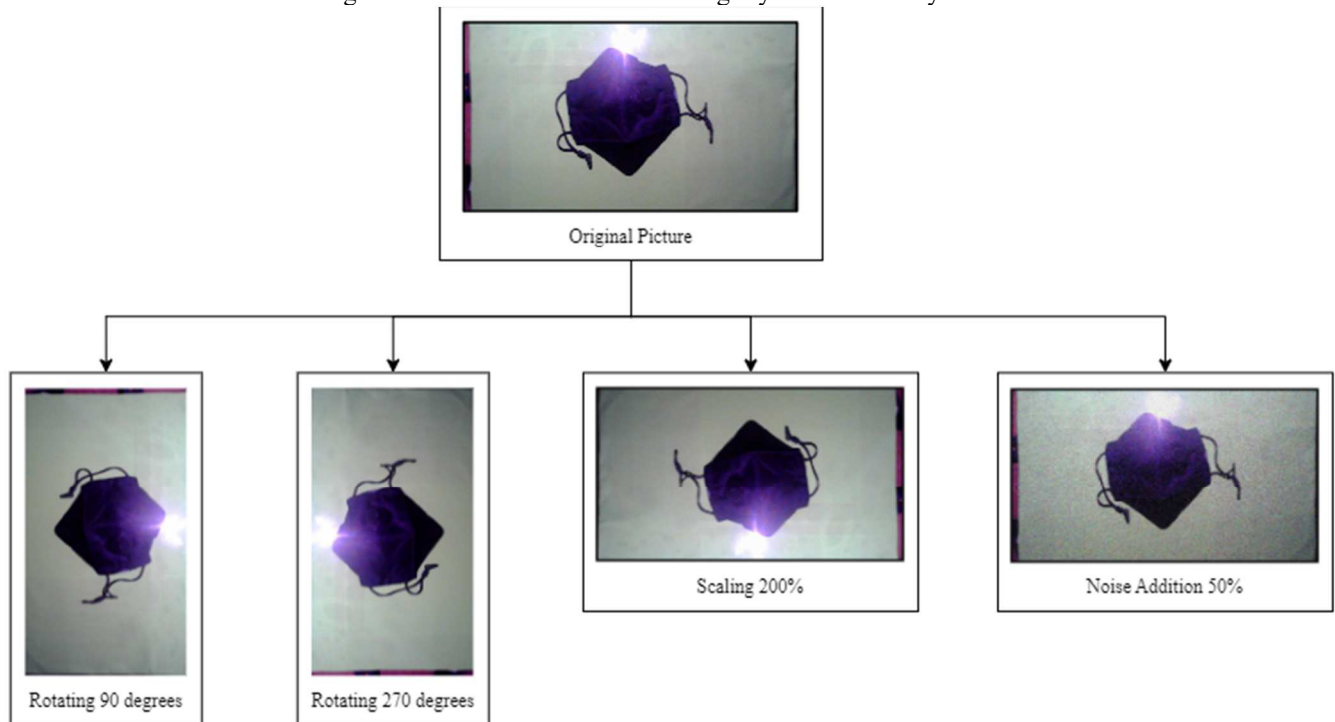 Original Picture
Scaling 200%
Noise Addition 50%
Rotating 90 degrees
Rotating 270 degrees